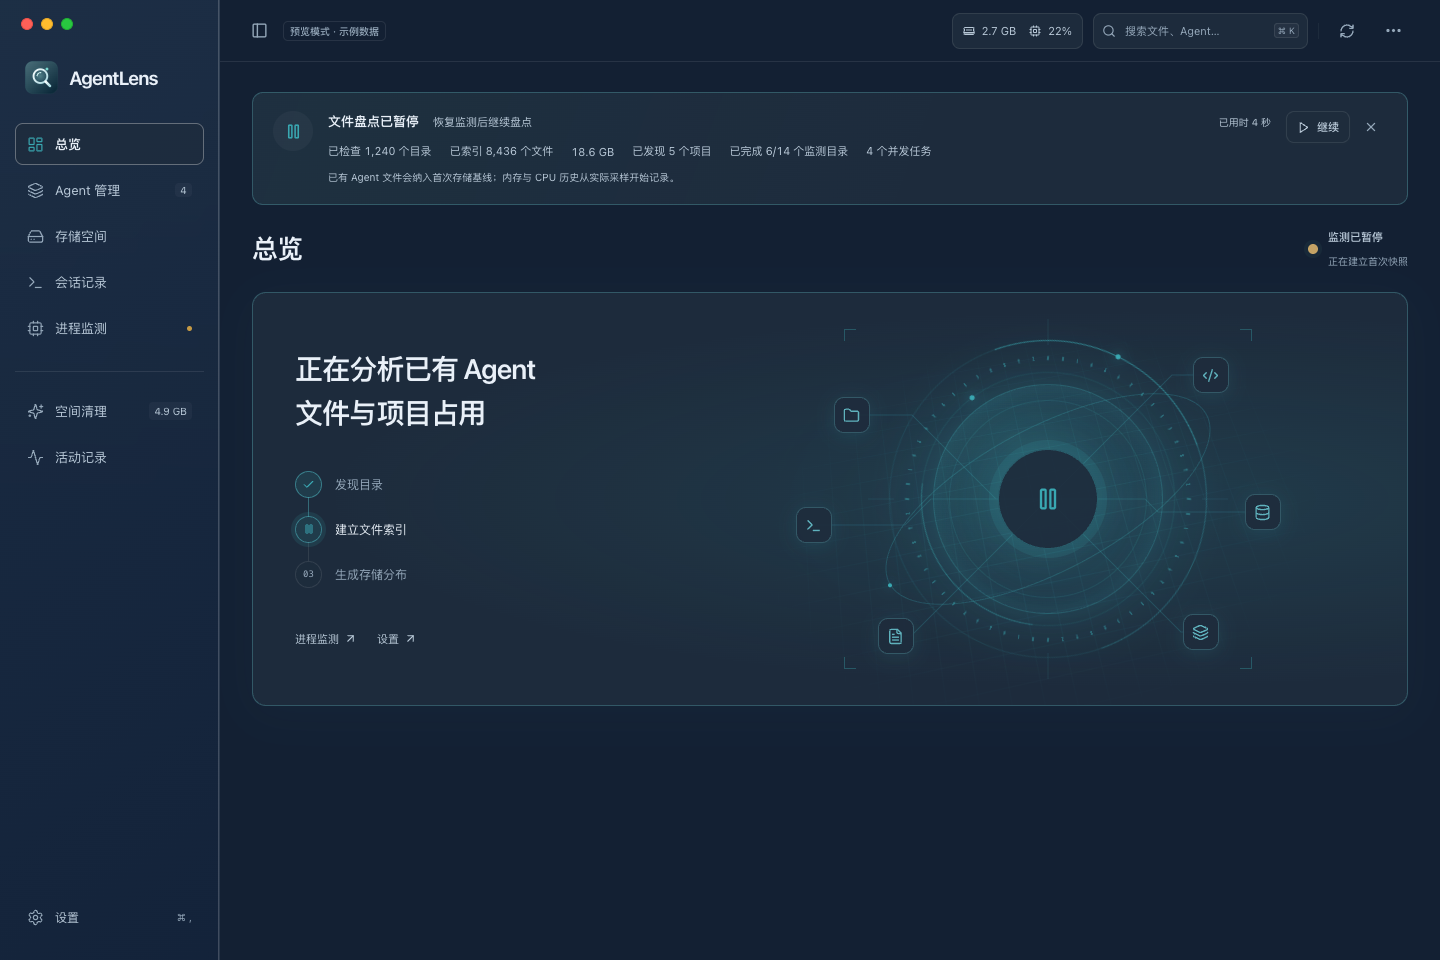 AgentLens
总览
Agent 管理 4
存储空间
会话记录
进程监测
空间清理 4.9 GB
活动记录
设置 ⌘ ,
预览模式 · 示例数据
2.7 GB 22%
搜索文件、Agent... ⌘ K
文件盘点已暂停 恢复监测后继续盘点
已用时 4 秒 继续
已检查 1,240 个目录 已索引 8,436 个文件 18.6 GB 已发现 5 个项目 已完成 6/14 个监测目录 4 个并发任务
已有 Agent 文件会纳入首次存储基线；内存与 CPU 历史从实际采样开始记录。
总览
监测已暂停
正在建立首次快照
正在分析已有 Agent
文件与项目占用
发现目录
建立文件索引
03 生成存储分布
进程监测 设置